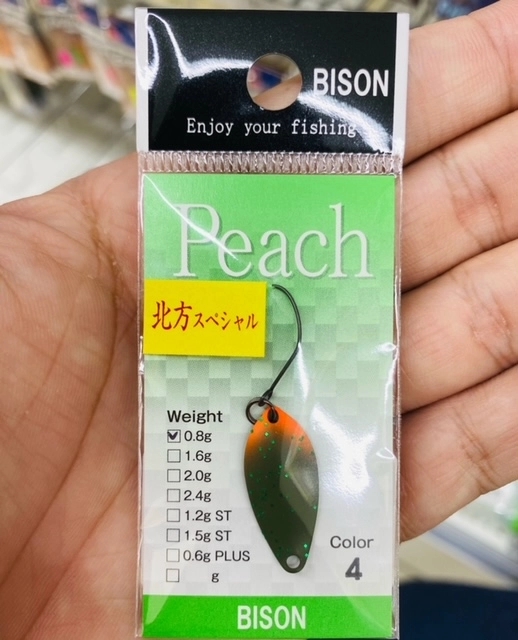 BISON
Enjoy your fishing
Peach
北方スペシャル
Weight
0.8g
1.6g
2.0g
2.4g
1.2g ST
1.5g ST
0.6g PLUS
g
Color
4
BISON